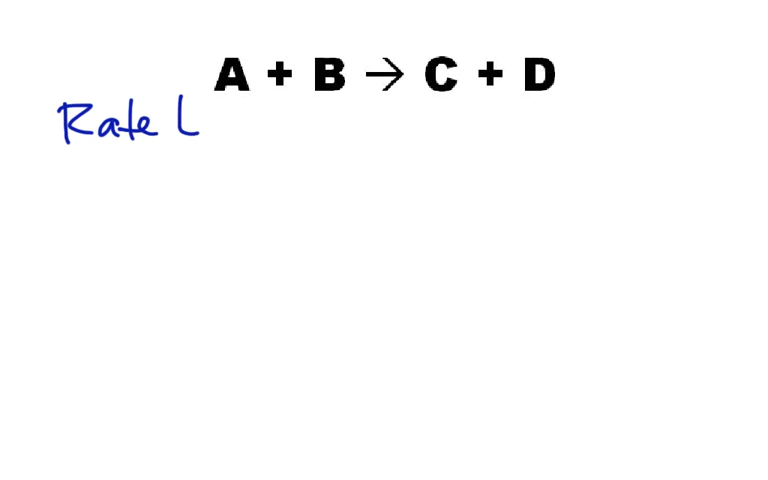 A + B → C + D
Rate L